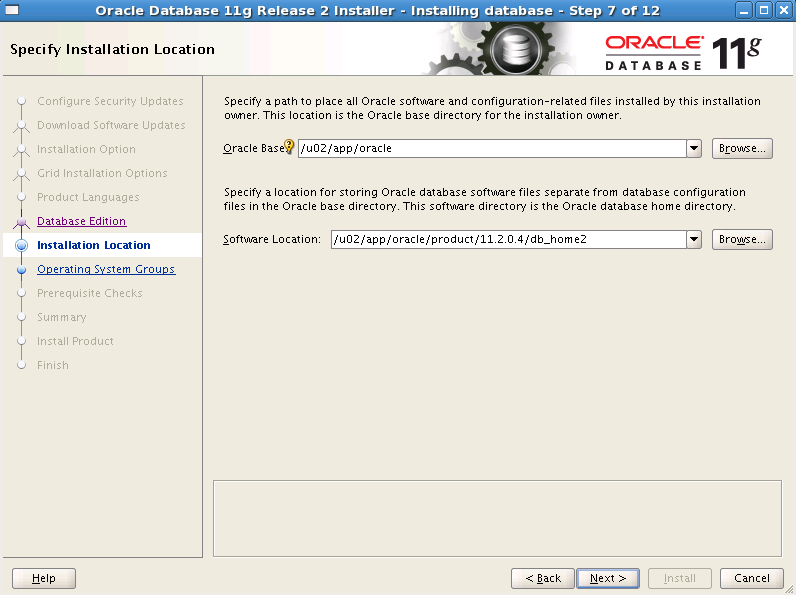 Oracle Database 11g Release 2 Installer - Installing database - Step 7 of 12
Specify Installation Location
ORACLE®
DATABASE
11g
Configure Security Updates
Download Software Updates
Installation Option
Grid Installation Options
Product Languages
Database Edition
Installation Location
Operating System Groups
Prerequisite Checks
Summary
Install Product
Finish
Specify a path to place all Oracle software and configuration-related files installed by this installation
owner. This location is the Oracle base directory for the installation owner.
Oracle Base /u02/app/oracle Browse...
Specify a location for storing Oracle database software files separate from database configuration
files in the Oracle base directory. This software directory is the Oracle database home directory.
Software Location: /u02/app/oracle/product/11.2.0.4/db_home2 Browse...
Help < Back Next > Install Cancel